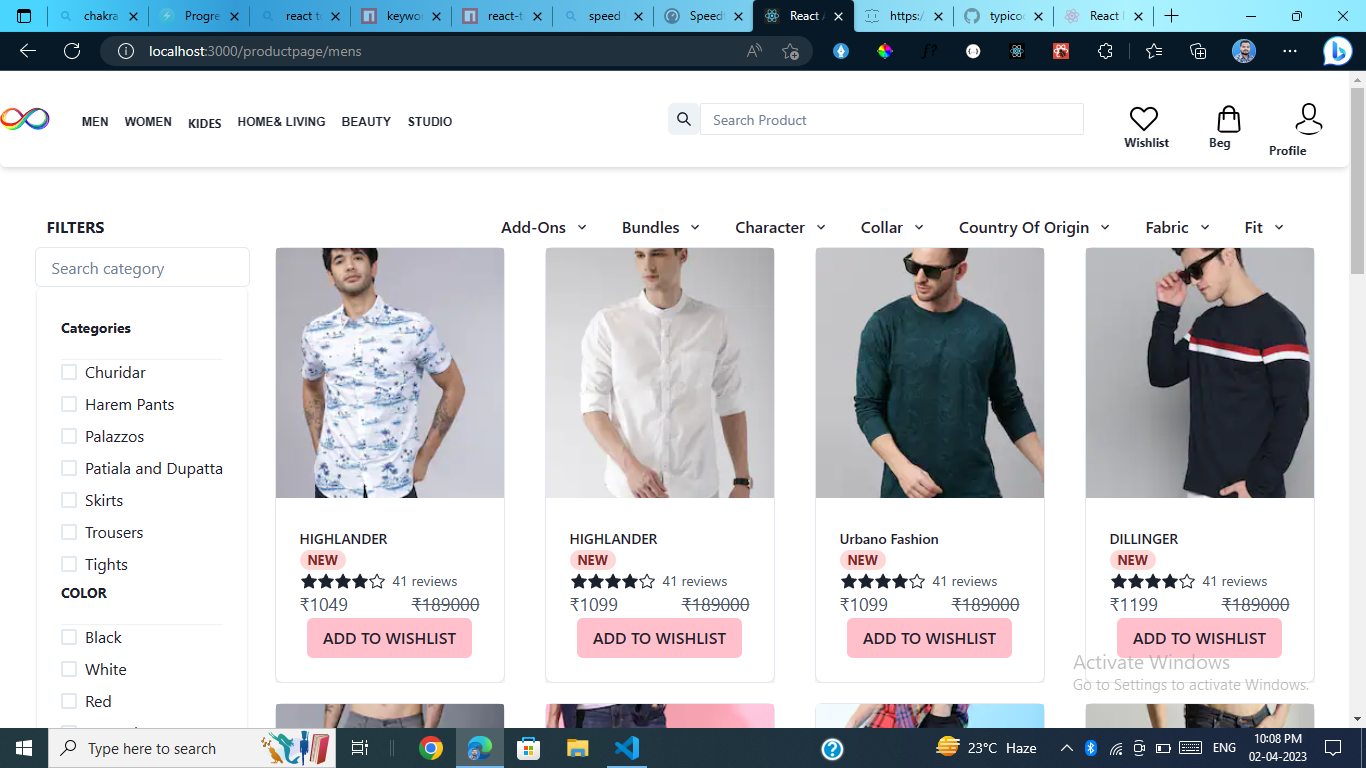 chakra
Progre
react ta
keywor
react-t
speed
Speedt
React
https:/
typico
React
localhost:3000/productpage/mens
MEN WOMEN KIDES HOME& LIVING BEAUTY STUDIO
Search Product
Wishlist
Beg
Profile
FILTERS
Add-Ons Bundles Character Collar Country Of Origin Fabric Fit
Search category
Categories
Churidar
Harem Pants
Palazzos
Patiala and Dupatta
Skirts
Trousers
Tights
COLOR
Black
White
Red
HIGHLANDER
NEW
41 reviews
₹1049 ₹189000
ADD TO WISHLIST
HIGHLANDER
NEW
41 reviews
₹1099 ₹189000
ADD TO WISHLIST
Urbano Fashion
NEW
41 reviews
₹1099 ₹189000
ADD TO WISHLIST
DILLINGER
NEW
41 reviews
₹1199 ₹189000
ADD TO WISHLIST
Activate Windows
Go to Settings to activate Windows.
Type here to search
23°C Haze
ENG
10:08 PM
02-04-2023